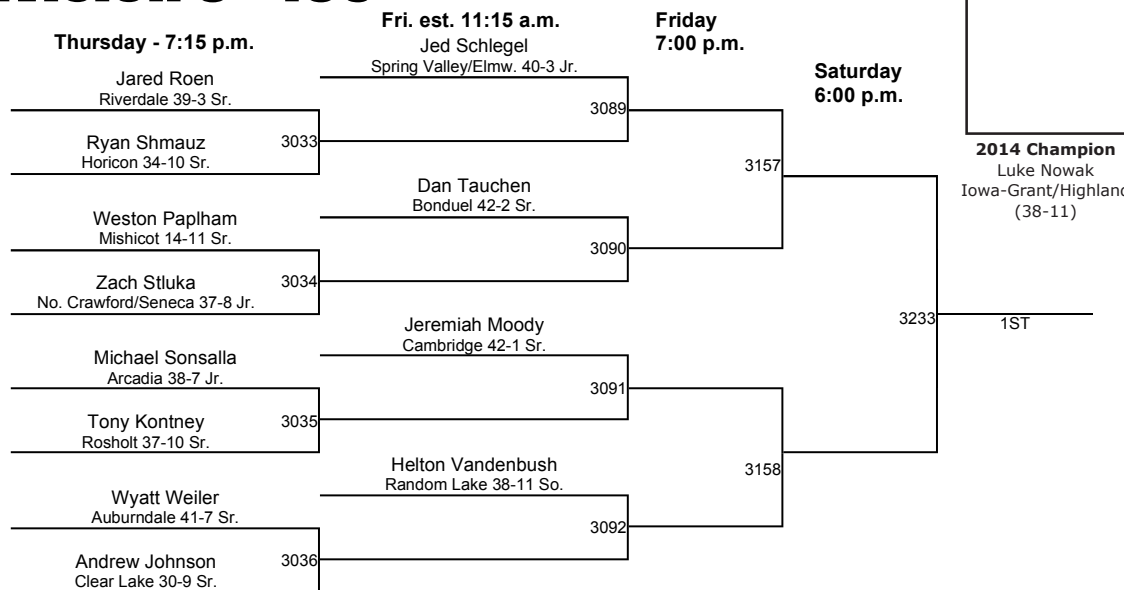 Thursday - 7:15 p.m.
Jared Roen
Riverdale 39-3 Sr.
3033
Ryan Shmauz
Horicon 34-10 Sr.
Weston Paplham
Mishicot 14-11 Sr.
3034
Zach Stluka
No. Crawford/Seneca 37-8 Jr.
Michael Sonsalla
Arcadia 38-7 Jr.
3035
Tony Kontney
Rosholt 37-10 Sr.
Wyatt Weiler
Auburndale 41-7 Sr.
3036
Andrew Johnson
Clear Lake 30-9 Sr.
Fri. est. 11:15 a.m.
Jed Schlegel
Spring Valley/Elmw. 40-3 Jr.
3089
Dan Tauchen
Bonduel 42-2 Sr.
3090
Jeremiah Moody
Cambridge 42-1 Sr.
3091
Helton Vandenbush
Random Lake 38-11 So.
3092
Friday
7:00 p.m.
3157
3158
Saturday
6:00 p.m.
3233
1ST
2014 Champion
Luke Nowak
Iowa-Grant/Highland
(38-11)